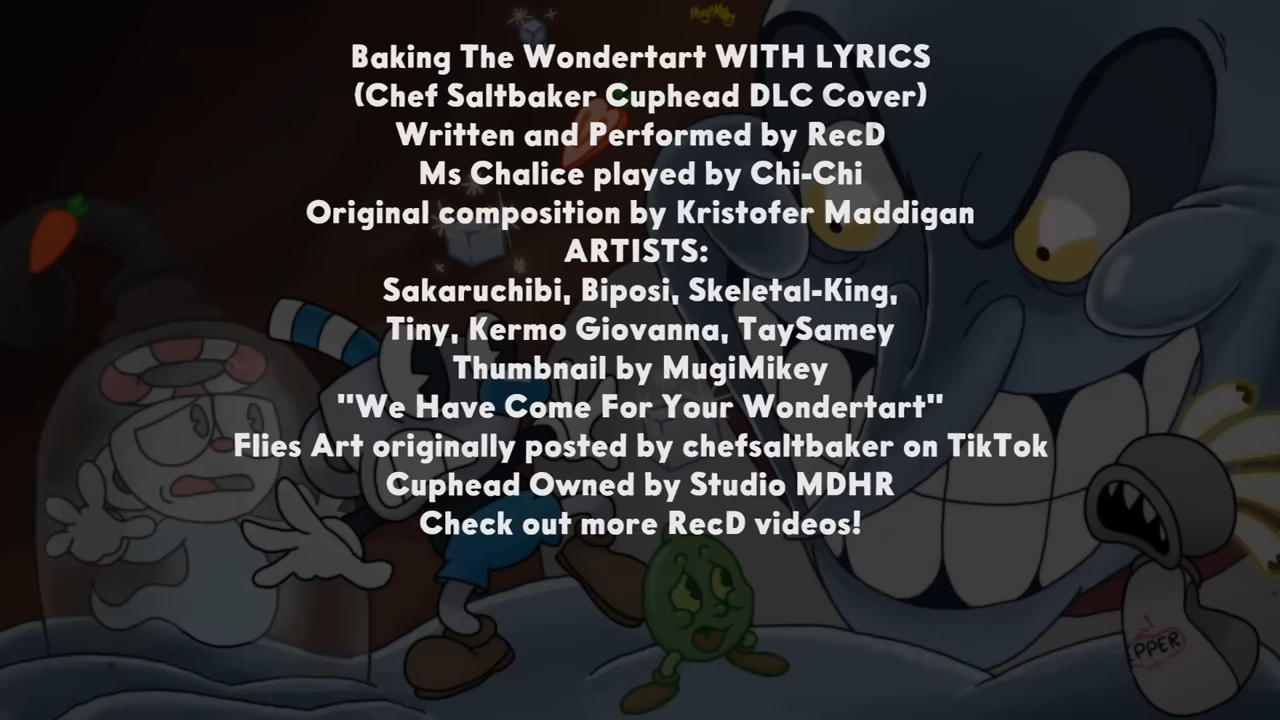 MugiMikey
Baking The Wondertart WITH LYRICS
(Chef Saltbaker Cuphead DLC Cover)
Written and Performed by RecD
Ms Chalice played by Chi-Chi
Original composition by Kristofer Maddigan
ARTISTS:
Sakaruchibi, Biposi, Skeletal-King,
Tiny, Kermo Giovanna, TaySamey
Thumbnail by MugiMikey
"We Have Come For Your Wondertart"
Flies Art originally posted by chefsaltbaker on TikTok
Cuphead Owned by Studio MDHR
Check out more RecD videos!
PPER